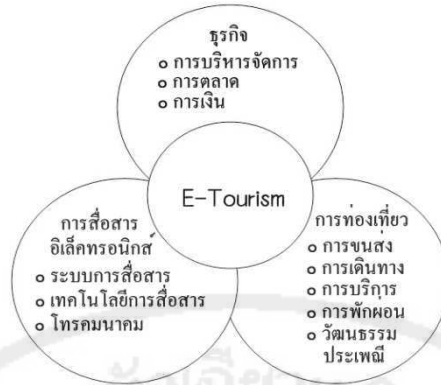 ธุรกิจ
การบริหารจัดการ
การตลาด
การเงิน
E-Tourism
การสื่อสาร
อิเล็คทรอนิกส์
ระบบการสื่อสาร
เทคโนโลยีการสื่อสาร
โทรคมนาคม
การท่องเที่ยว
การขนส่ง
การเดินทาง
การบริการ
การพักผ่อน
วัฒนธรรม
ประเพณี